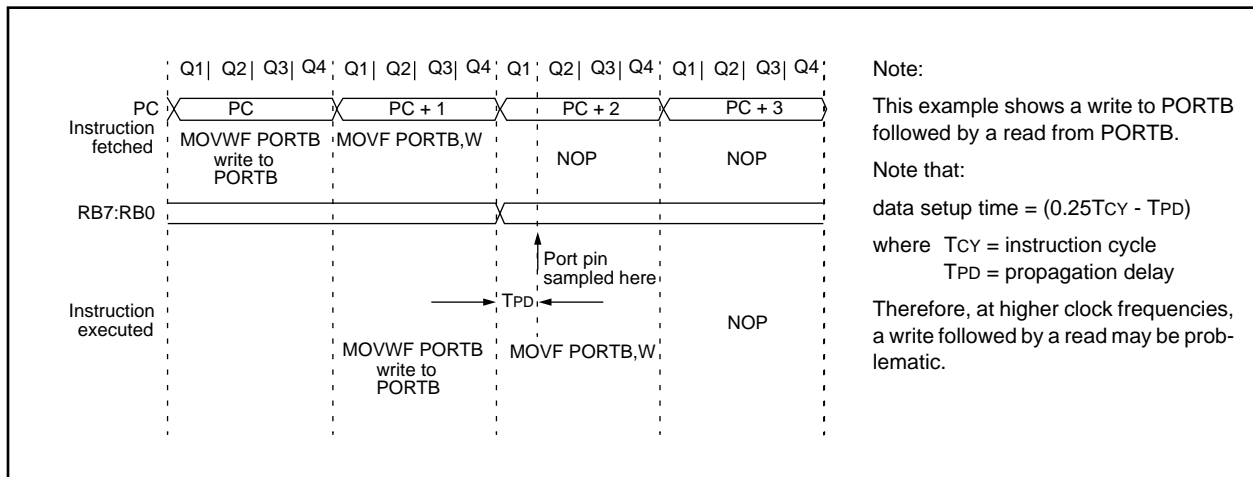 Q1| Q2| Q3| Q4 Q1| Q2| Q3| Q4 Q1 Q2| Q3| Q4 Q1| Q2| Q3| Q4
PC PC PC + 1 PC + 2 PC + 3
Instruction
fetched
MOVWF PORTB
write to
PORTB
MOVF PORTB,W
NOP
NOP
RB7:RB0
Port pin
sampled here
TPD
Instruction
executed
MOVWF PORTB
write to
PORTB
MOVF PORTB,W
NOP
Note:
This example shows a write to PORTB
followed by a read from PORTB.
Note that:
data setup time = (0.25TCY - TPD)
where TCY = instruction cycle
TPD = propagation delay
Therefore, at higher clock frequencies,
a write followed by a read may be prob-
lematic.